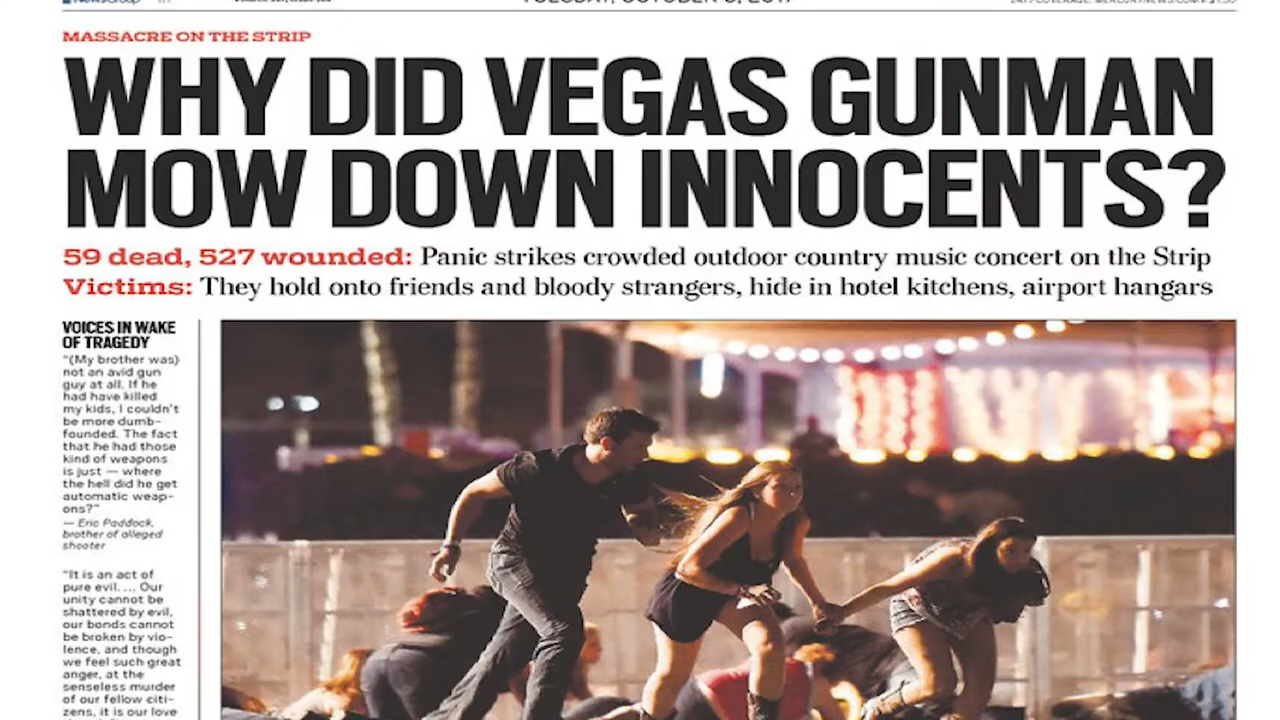 MASSACRE ON THE STRIP
WHY DID VEGAS GUNMAN
MOW DOWN INNOCENTS?
59 dead, 527 wounded: Panic strikes crowded outdoor country music concert on the Strip
Victims: They hold onto friends and bloody strangers, hide in hotel kitchens, airport hangars
VOICES IN WAKE
OF TRAGEDY
"(My brother was)
not an avid gun
guy at all. If he
had have killed
my kids, I couldn't
be more dumb-
founded. The fact
that he had those
kind of weapons
is just — where
the hell did he get
automatic weap-
ons?"
— Eric Paddock,
brother of alleged
shooter
"It is an act of
pure evil. ... Our
unity cannot be
shattered by evil,
our bonds cannot
be broken by vio-
lence, and though
we feel such great
anger, at the
senseless murder
of our fellow citi-
zens, it is our love